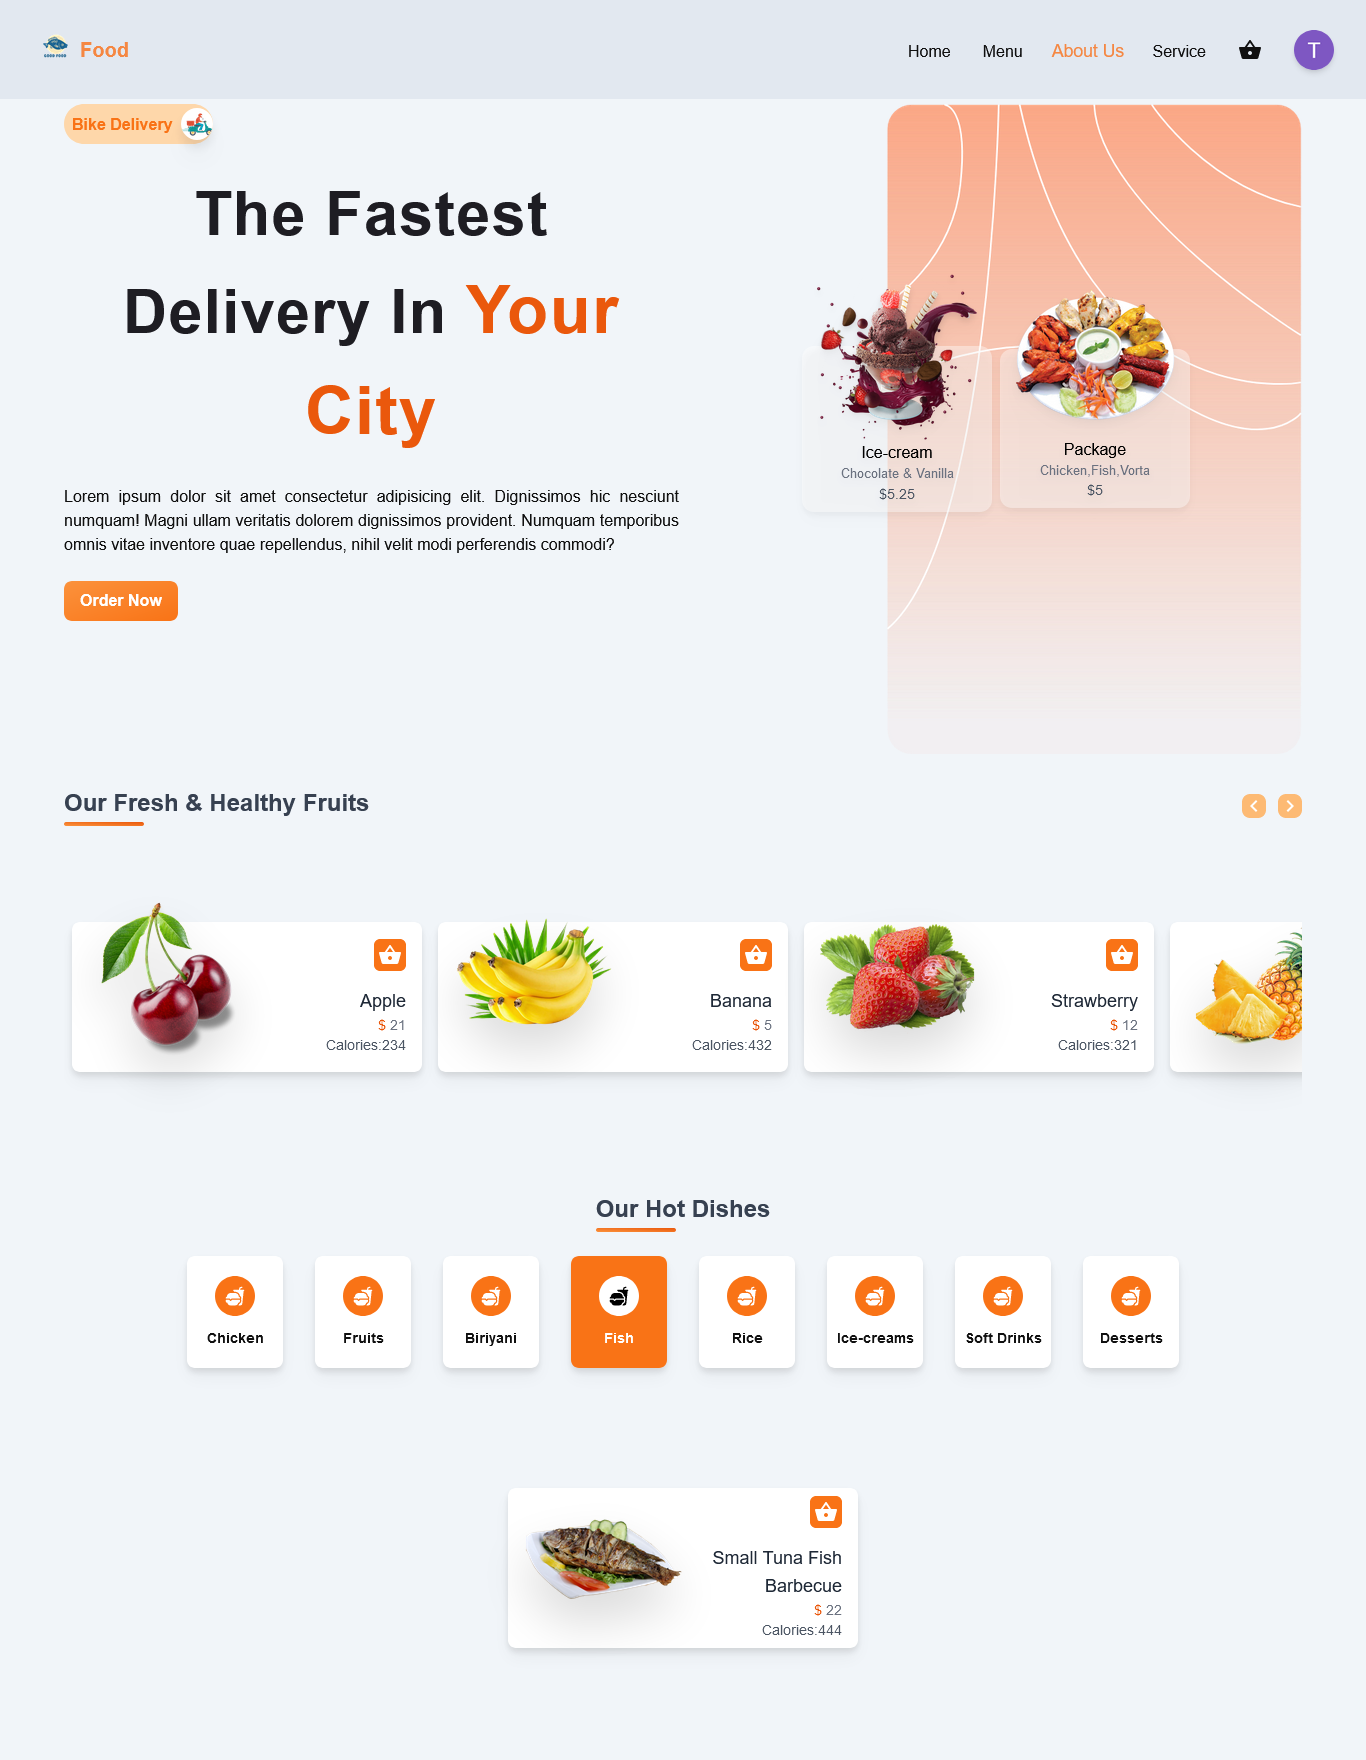 GOOD FOOD
Food
Home
Menu
About Us
Service
T
Bike Delivery
The Fastest
Delivery In Your
City
Lorem ipsum dolor sit amet consectetur adipisicing elit. Dignissimos hic nesciunt
numquam! Magni ullam veritatis dolorem dignissimos provident. Numquam temporibus
omnis vitae inventore quae repellendus, nihil velit modi perferendis commodi?
Order Now
Ice-cream
Chocolate & Vanilla
$5.25
Package
Chicken,Fish,Vorta
$5
Our Fresh & Healthy Fruits
Apple
$ 21
Calories:234
Banana
$ 5
Calories:432
Strawberry
$ 12
Calories:321
Our Hot Dishes
Chicken
Fruits
Biriyani
Fish
Rice
Ice-creams
Soft Drinks
Desserts
Small Tuna Fish
Barbecue
$ 22
Calories:444